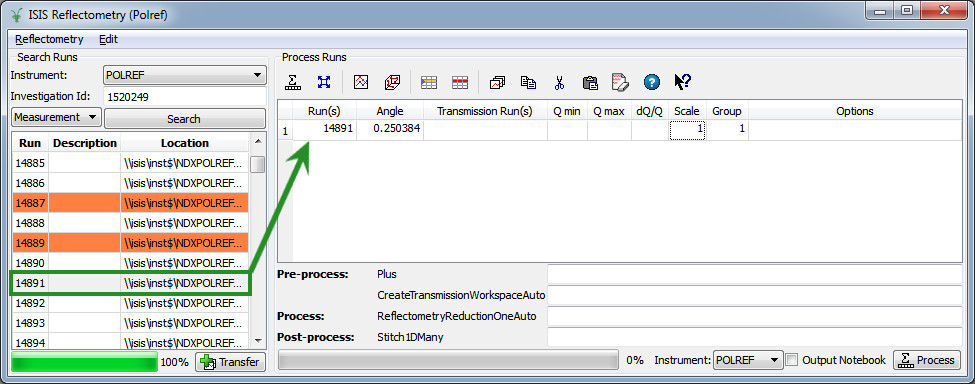 ISIS Reflectometry (Polref)
Reflectometry Edit
Search Runs
Instrument: POLREF
Investigation Id: 1520249
Measurement Search
Run Description Location
14885 \\isis\inst$\NDXPOLREF...
14886 \\isis\inst$\NDXPOLREF...
14887 \\isis\inst$\NDXPOLREF...
14888 \\isis\inst$\NDXPOLREF...
14889 \\isis\inst$\NDXPOLREF...
14890 \\isis\inst$\NDXPOLREF...
14891 \\isis\inst$\NDXPOLREF...
14892 \\isis\inst$\NDXPOLREF...
14893 \\isis\inst$\NDXPOLREF...
14894 \\isis\inst$\NDXPOLREF...
100% Transfer
Process Runs
Run(s) Angle Transmission Run(s) Q min Q max dQ/Q Scale Group Options
1 14891 0.250384 1 1
Pre-process: Plus
CreateTransmissionWorkspaceAuto
Process: ReflectometryReductionOneAuto
Post-process: Stitch1DMany
0% Instrument: POLREF Output Notebook Process